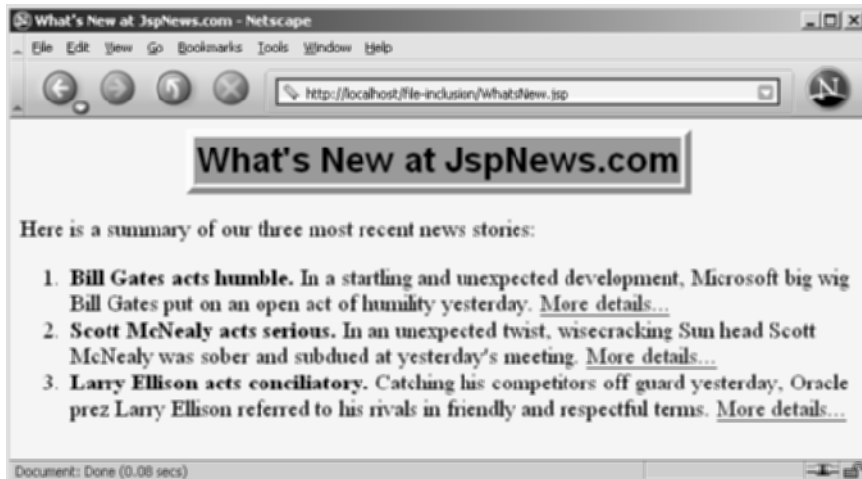 What's New at JspNews.com - Netscape
File Edit View Go Bookmarks Tools Window Help
http://localhost/file-inclusion/WhatsNew.jsp
N
What's New at JspNews.com
Here is a summary of our three most recent news stories:
1. Bill Gates acts humble. In a startling and unexpected development, Microsoft big wig
Bill Gates put on an open act of humility yesterday. More details...
2. Scott McNealy acts serious. In an unexpected twist, wisecracking Sun head Scott
McNealy was sober and subdued at yesterday's meeting. More details...
3. Larry Ellison acts conciliatory. Catching his competitors off guard yesterday, Oracle
prez Larry Ellison referred to his rivals in friendly and respectful terms. More details...
Document: Done (0.08 secs)